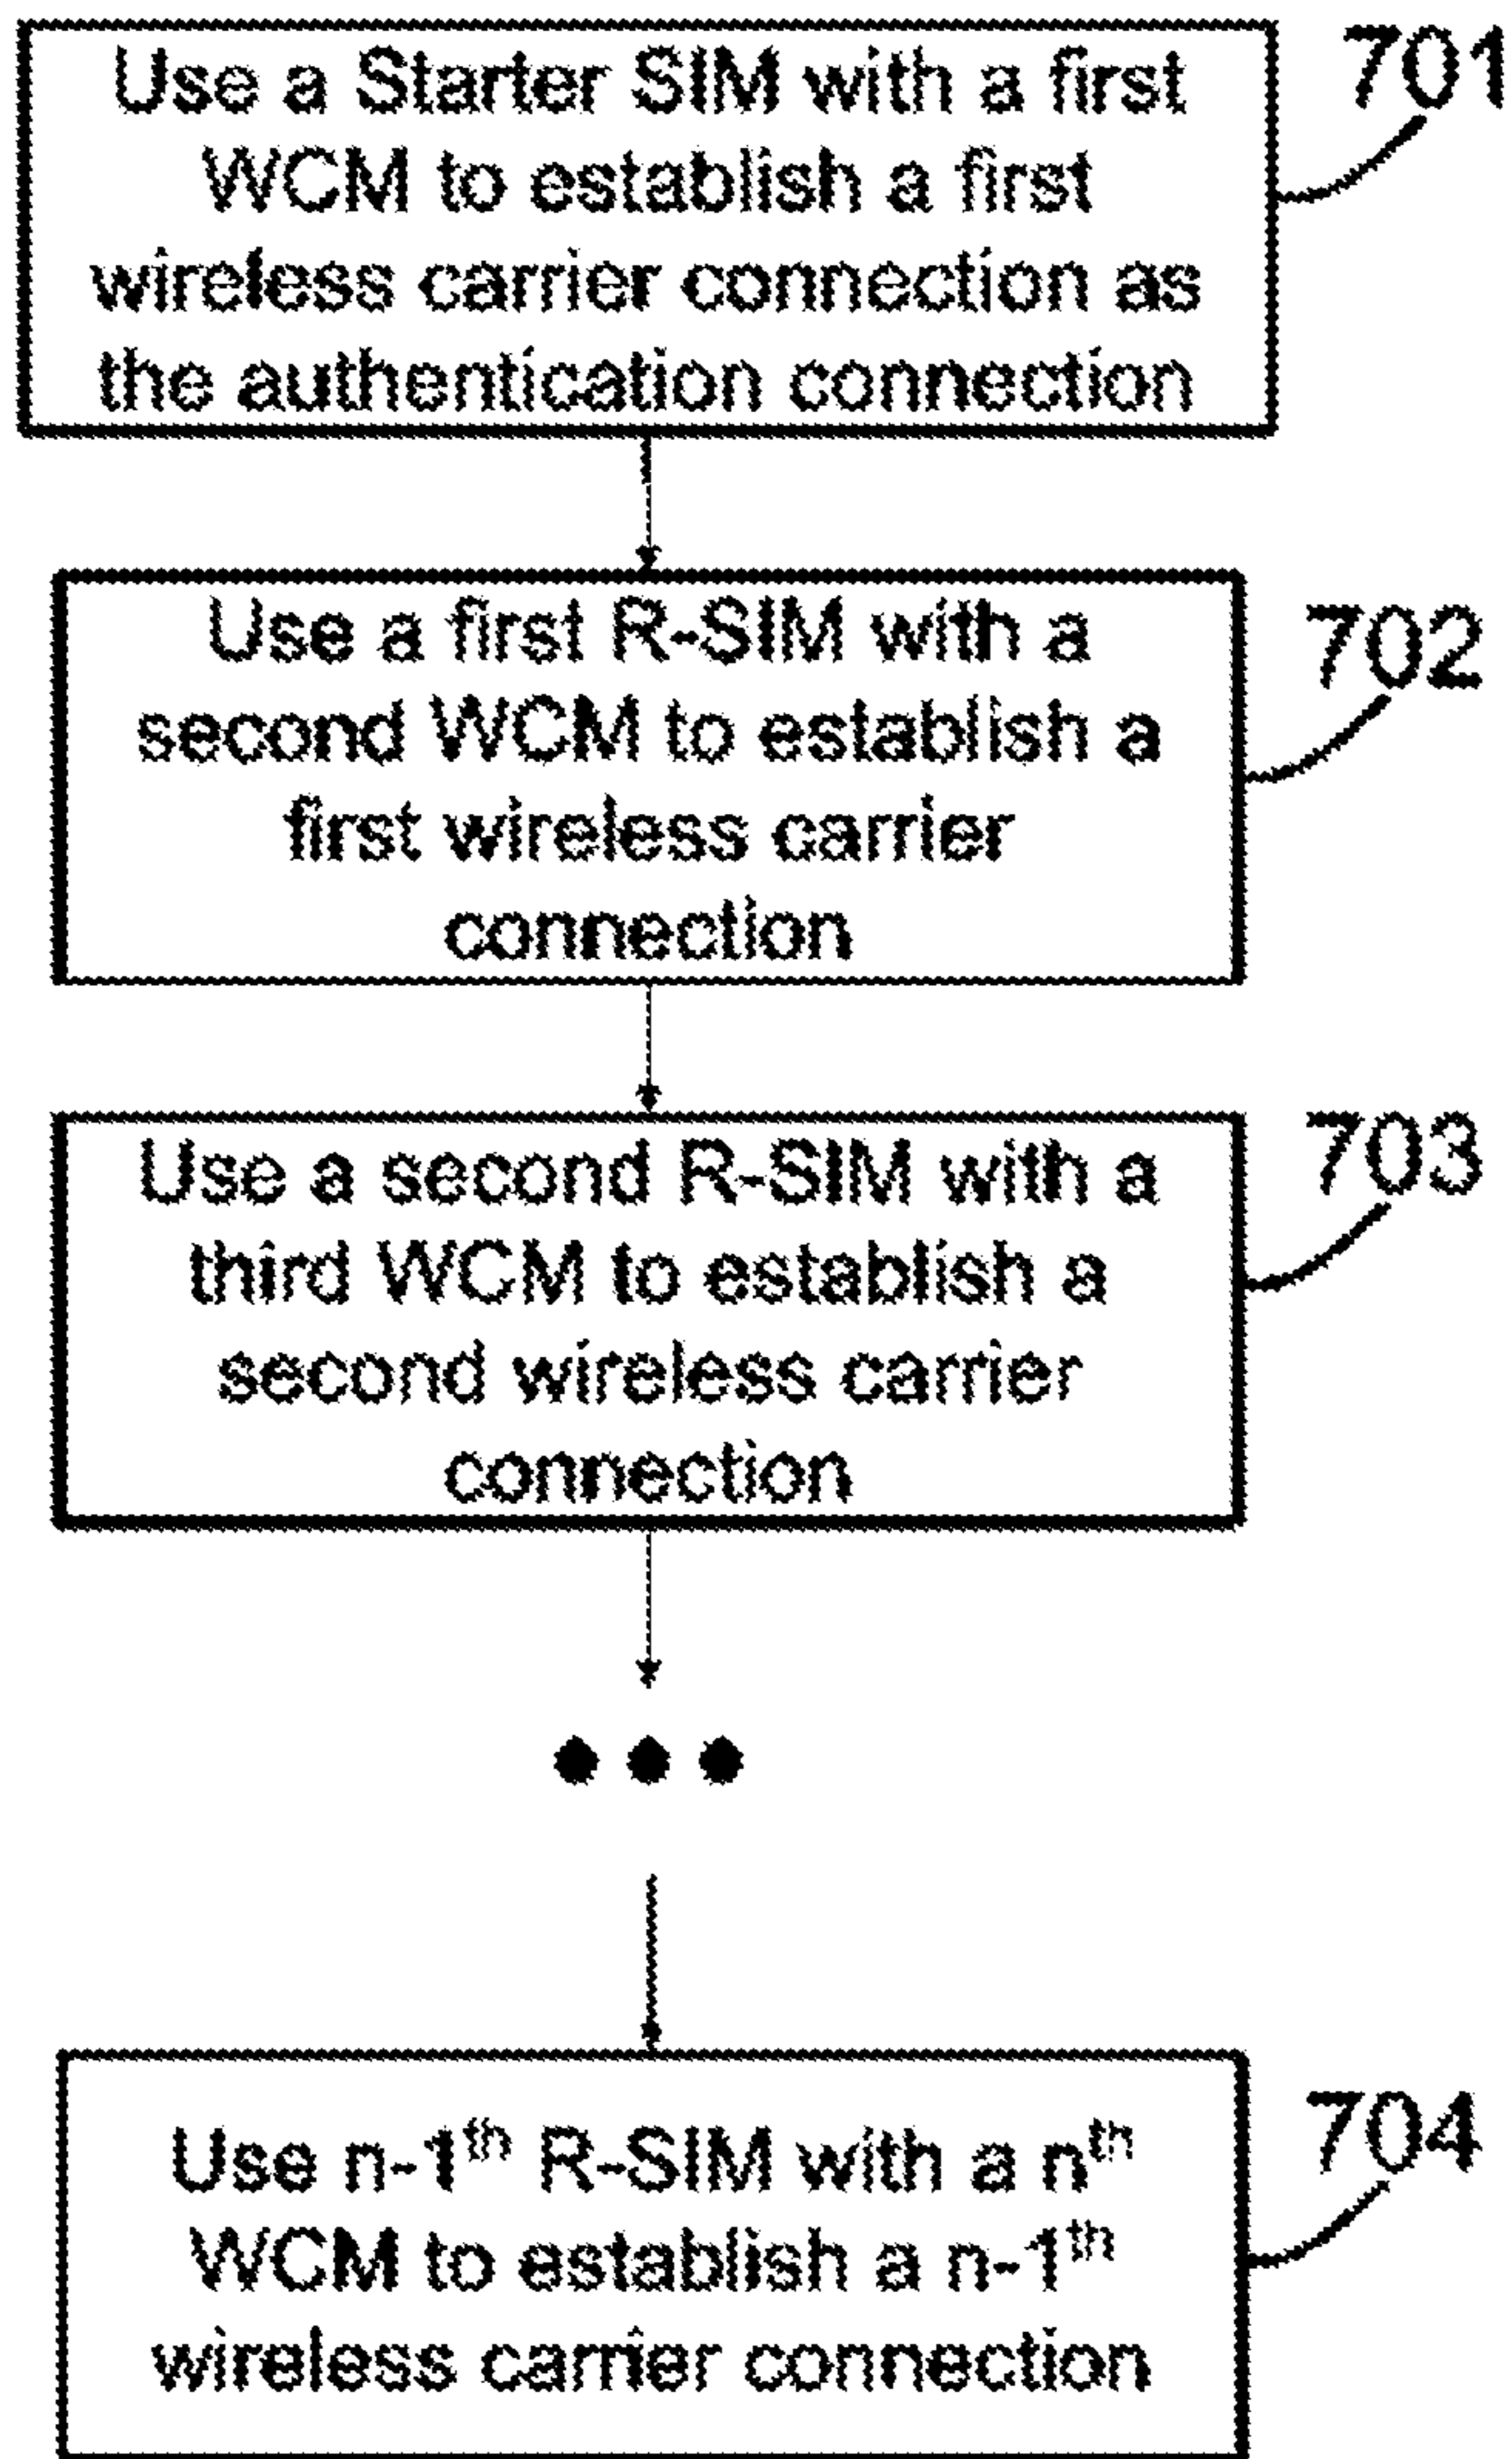 Use a Starter SIM with a first
WCM to establish a first
wireless carrier connection as
the authentication connection
701
Use a first R-SIM with a
second WCM to establish a
first wireless carrier
connection
702
Use a second R-SIM with a
third WCM to establish a
second wireless carrier
connection
703
Use n-1th R-SIM with a nth
WCM to establish a n-1th
wireless carrier connection
704